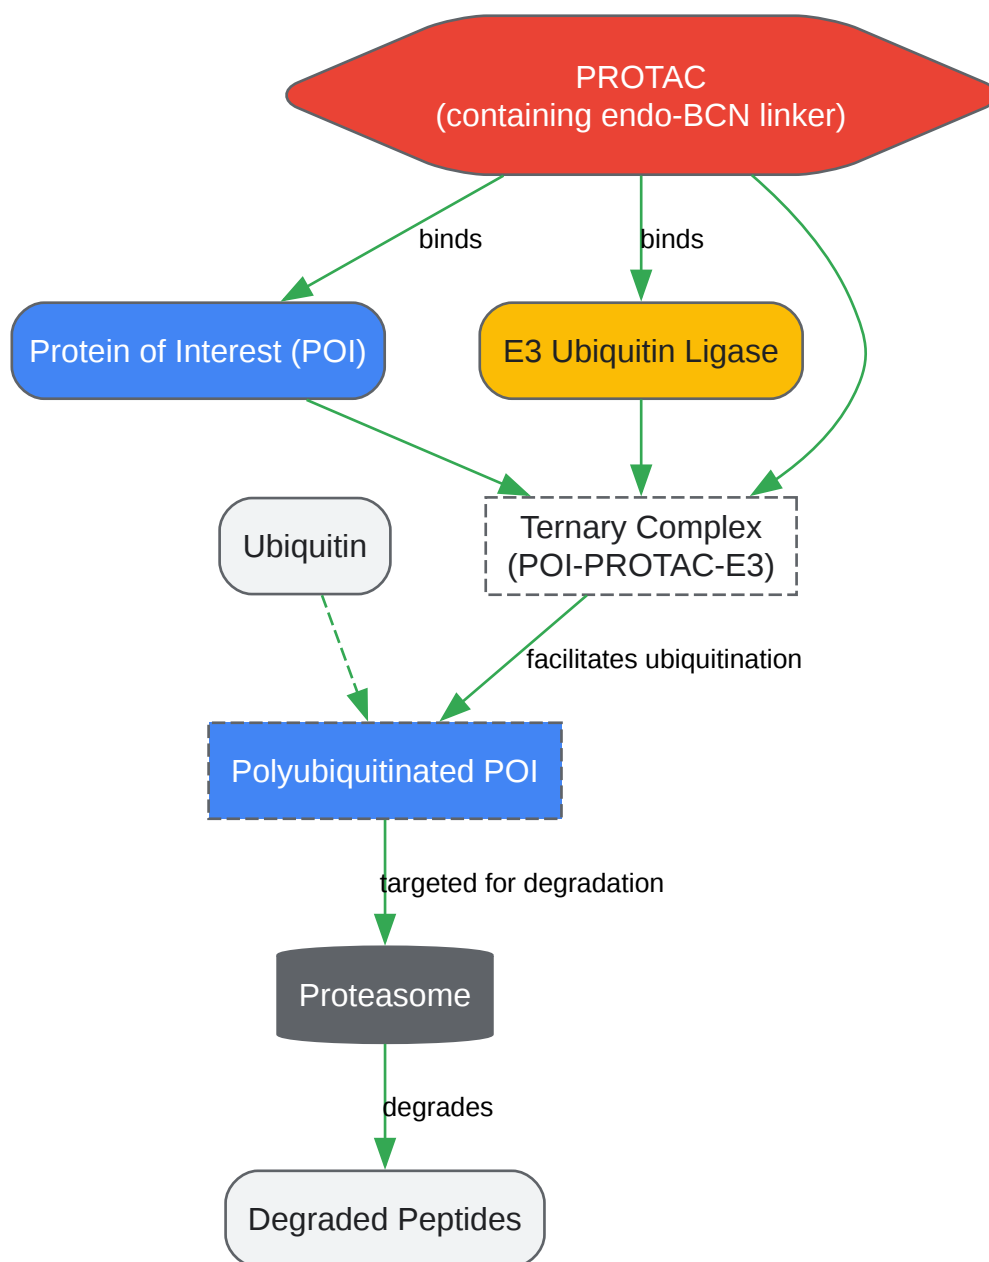 PROTAC
(containing endo-BCN linker)
binds
binds
Protein of Interest (POI)
E3 Ubiquitin Ligase
Ubiquitin
Ternary Complex
(POI-PROTAC-E3)
facilitates ubiquitination
Polyubiquitinated POI
targeted for degradation
Proteasome
degrades
Degraded Peptides